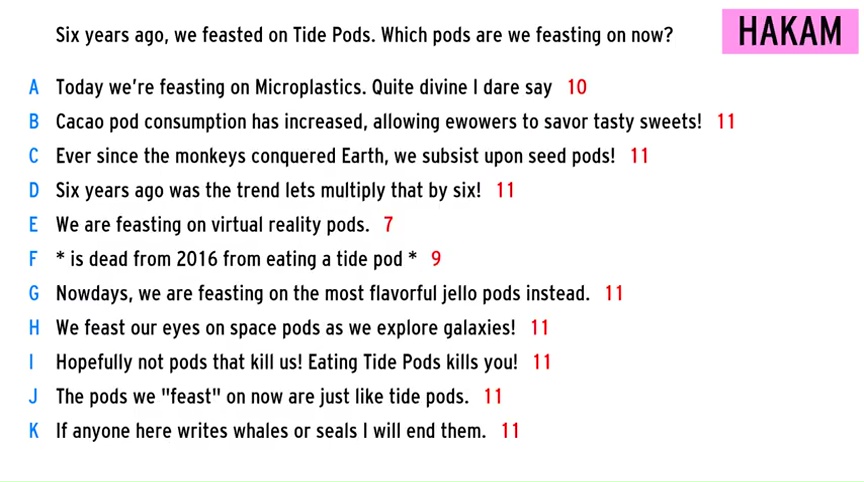 Six years ago, we feasted on Tide Pods. Which pods are we feasting on now?
HAKAM
A Today we're feasting on Microplastics. Quite divine I dare say 10
B Cacao pod consumption has increased, allowing ewowers to savor tasty sweets! 11
C Ever since the monkeys conquered Earth, we subsist upon seed pods! 11
D Six years ago was the trend lets multiply that by six! 11
E We are feasting on virtual reality pods. 7
F * is dead from 2016 from eating a tide pod * 9
G Nowdays, we are feasting on the most flavorful jello pods instead. 11
H We feast our eyes on space pods as we explore galaxies! 11
I Hopefully not pods that kill us! Eating Tide Pods kills you! 11
J The pods we "feast" on now are just like tide pods. 11
K If anyone here writes whales or seals I will end them. 11